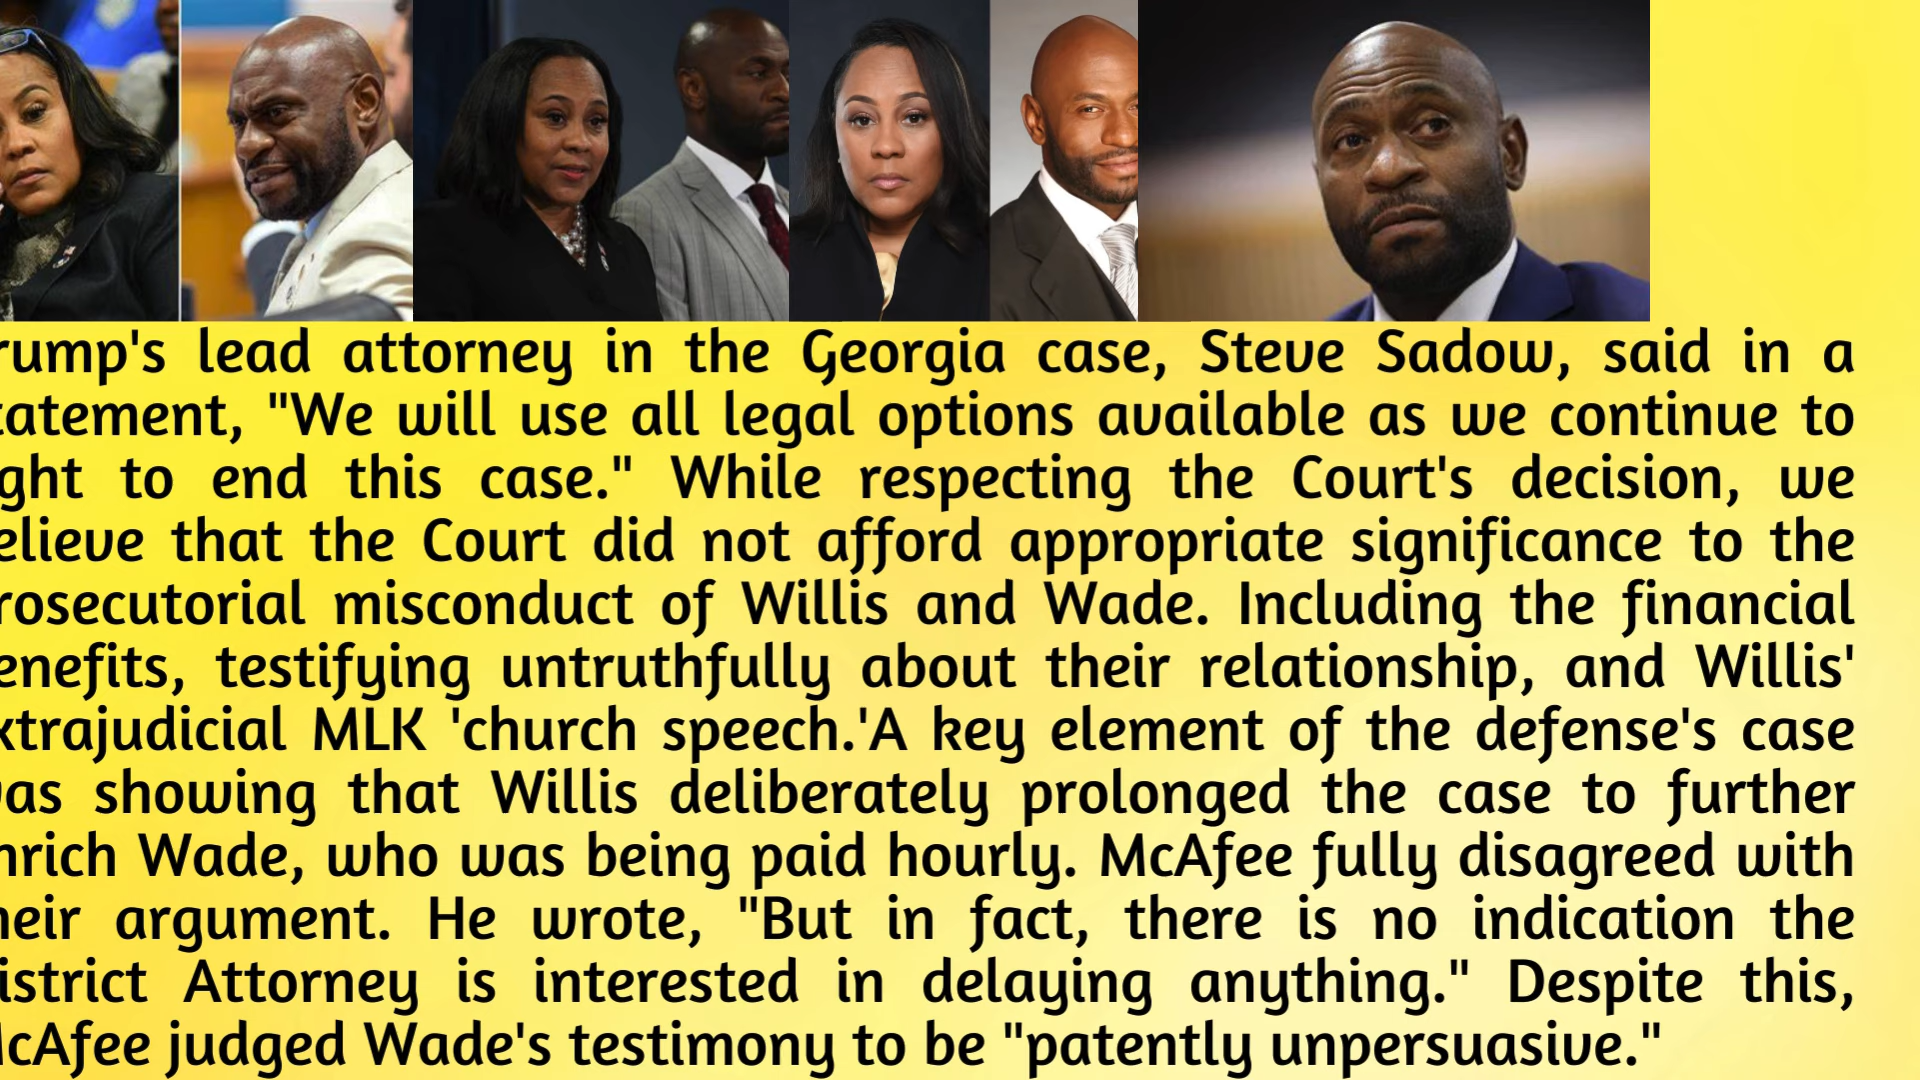 rump's lead attorney in the Georgia case, Steve Sadow, said in a
tatement, "We will use all legal options available as we continue to
ght to end this case." While respecting the Court's decision, we
elieve that the Court did not afford appropriate significance to the
rosecutorial misconduct of Willis and Wade. Including the financial
enefits, testifying untruthfully about their relationship, and Willis'
xtrajudicial MLK 'church speech.'A key element of the defense's case
as showing that Willis deliberately prolonged the case to further
nrich Wade, who was being paid hourly. McAfee fully disagreed with
heir argument. He wrote, "But in fact, there is no indication the
istrict Attorney is interested in delaying anything." Despite this,
cAfee judged Wade's testimony to be "patently unpersuasive."